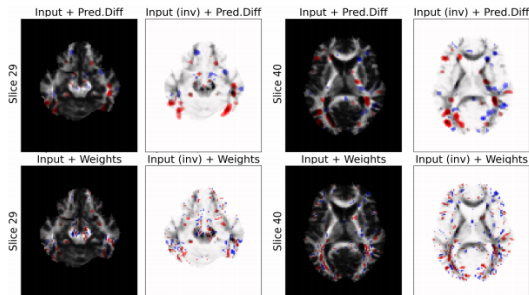 Input + Pred.Diff Input (inv) + Pred.Diff Input + Pred.Diff Input (inv) + Pred.Diff
Slice 29 Slice 40
Input + Weights Input (inv) + Weights Input + Weights Input (inv) + Weights
Slice 29 Slice 40